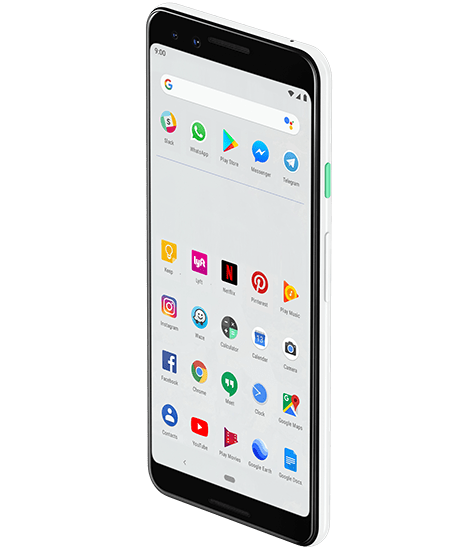 9:00
Slack WhatsApp Play Store Messenger Telegram
Keep Lyft Netflix Pinterest Play Music
Instagram Waze Calculator Calendar Camera
Facebook Chrome Meet Clock Google Maps
Contacts YouTube Play Movies Google Earth Google Docs